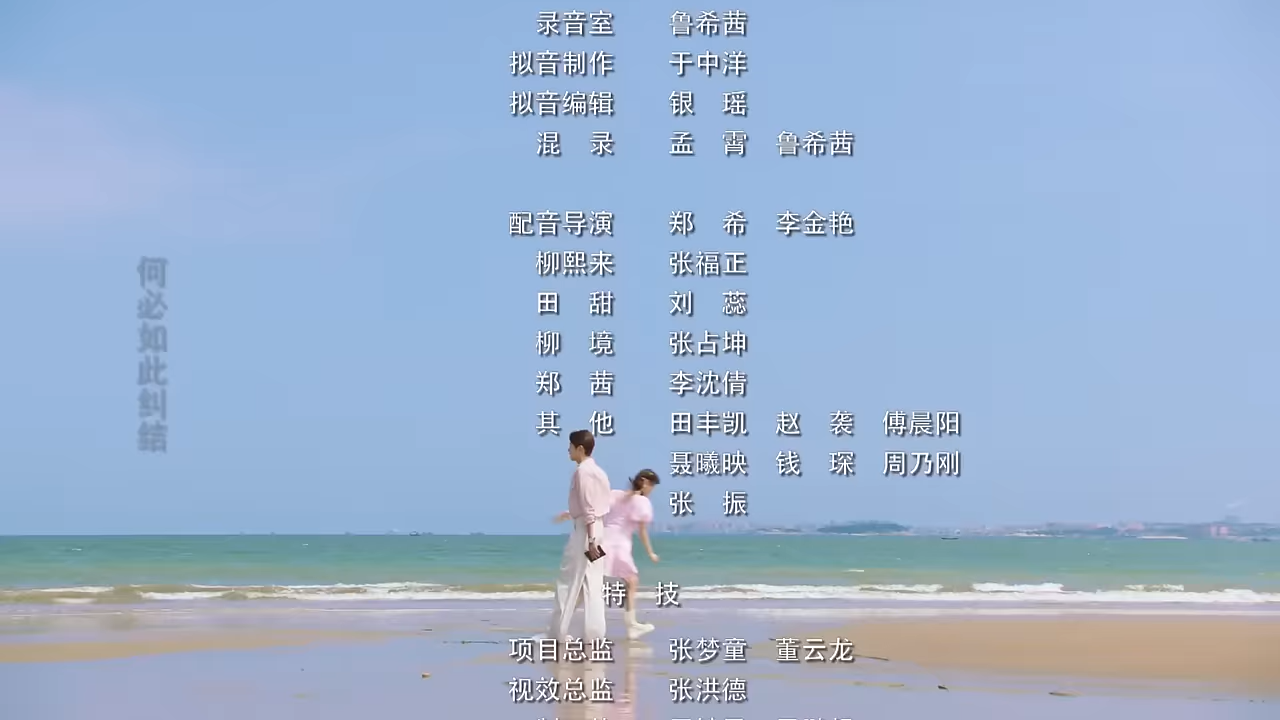 录音室 鲁希茜
拟音制作 于中洋
拟音编辑 银 瑶
混 录 孟 霄 鲁希茜
配音导演 郑 希 李金艳
柳熙来 张福正
田 甜 刘 蕊
柳 境 张占坤
郑 茜 李沈倩
其 他 田丰凯 赵 袭 傅晨阳
聂曦映 钱 琛 周乃刚
张 振
特 技
项目总监 张梦童 董云龙
视效总监 张洪德
何必如此纠结